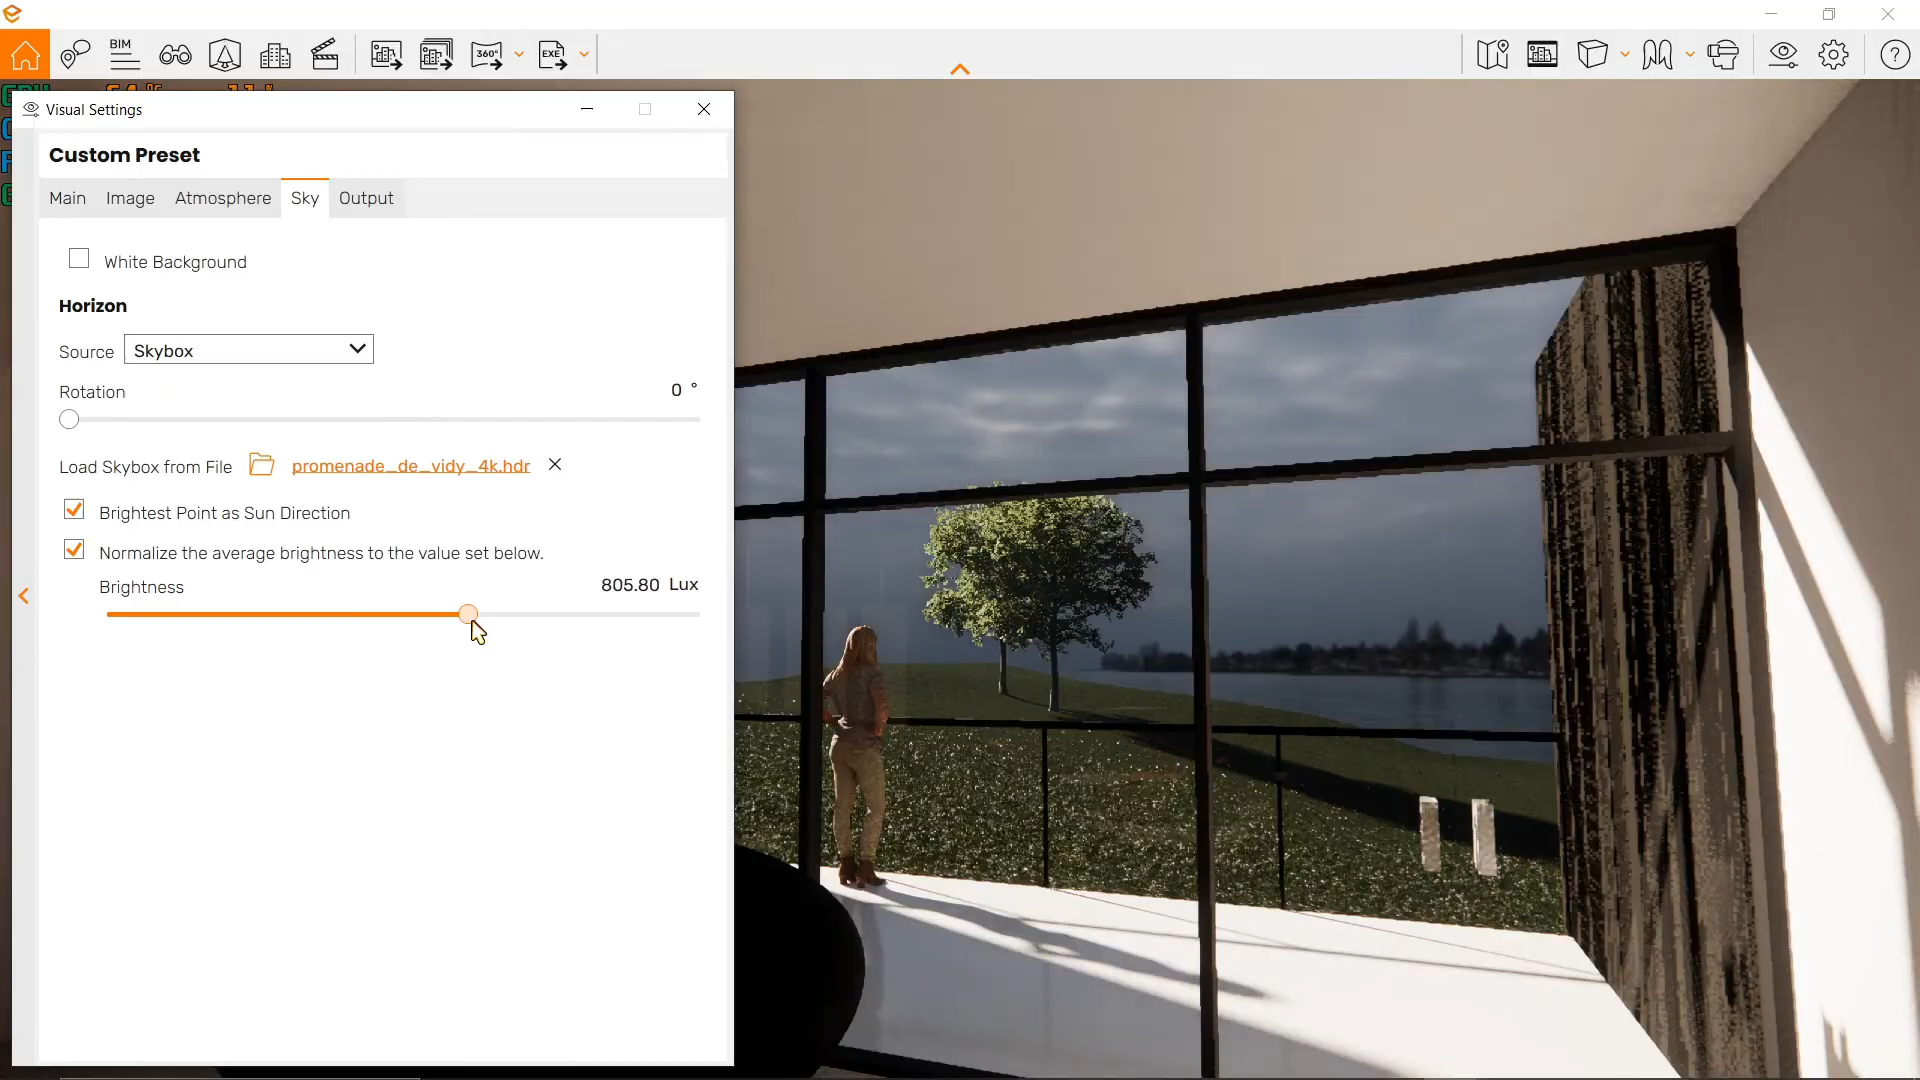 BIM
360°
EXE
?
Visual Settings
Custom Preset
Main Image Atmosphere Sky Output
White Background
Horizon
Source Skybox
Rotation 0 °
Load Skybox from File promenade_de_vidy_4k.hdr
Brightest Point as Sun Direction
Normalize the average brightness to the value set below.
Brightness 805.80 Lux